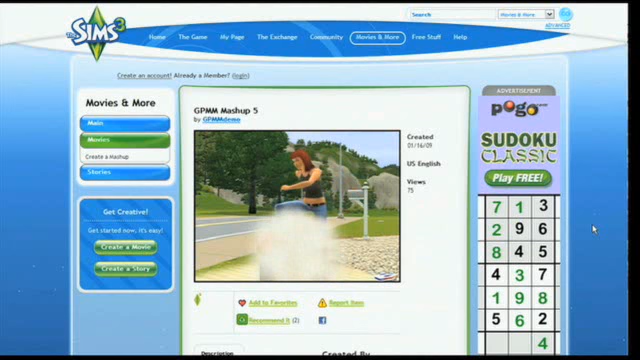 THE SIMS 3
Search
Movies & More
ADVANCED
Home
The Game
My Page
The Exchange
Community
Movies & More
Free Stuff
Help
Create an account! Already a Member? (login)
Movies & More
Main
Movies
Create a Mashup
Stories
Get Creative!
Get started now, it's easy!
Create a Movie
Create a Story
GPMM Mashup 5
by GPMMdemo
Created
01/16/09
US English
Views
75
Add to Favorites
Report Item
Recommend It (2)
Description
Created By
ADVERTISEMENT
pogo.com
SUDOKU
CLASSIC
Play FREE!
7 1 3
2 9 6
8 4 5
4 3 7
1 9 8
5 6 2
4